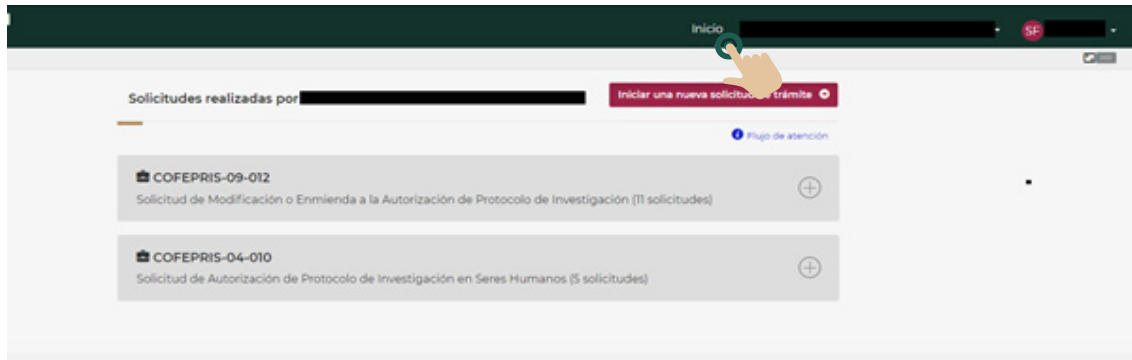 Inicio
SF
Solicitudes realizadas por
Iniciar una nueva solicitud trámite
Flujo de atención
COFEPRIS-09-012
Solicitud de Modificación o Enmienda a la Autorización de Protocolo de Investigación (11 solicitudes)
COFEPRIS-04-010
Solicitud de Autorización de Protocolo de Investigación en Seres Humanos (5 solicitudes)